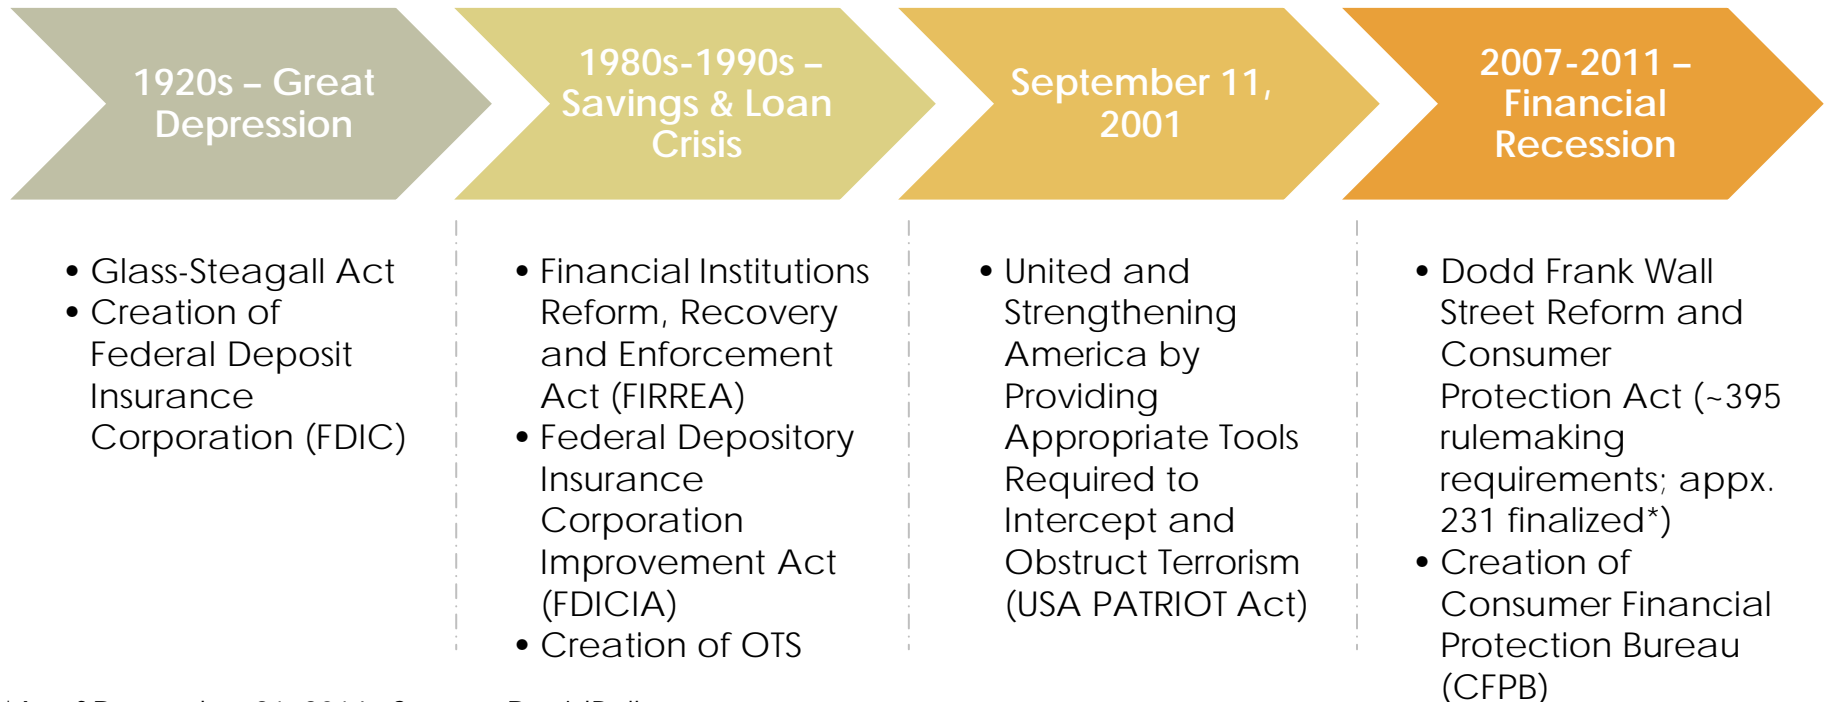 1920s – Great
Depression
1980s-1990s –
Savings & Loan
Crisis
September 11,
2001
2007-2011 –
Financial
Recession
• Glass-Steagall Act
• Creation of
Federal Deposit
Insurance
Corporation (FDIC)
• Financial Institutions
Reform, Recovery
and Enforcement
Act (FIRREA)
• Federal Depository
Insurance
Corporation
Improvement Act
(FDICIA)
• Creation of OTS
• United and
Strengthening
America by
Providing
Appropriate Tools
Required to
Intercept and
Obstruct Terrorism
(USA PATRIOT Act)
• Dodd Frank Wall
Street Reform and
Consumer
Protection Act (~395
rulemaking
requirements; appx.
231 finalized*)
• Creation of
Consumer Financial
Protection Bureau
(CFPB)